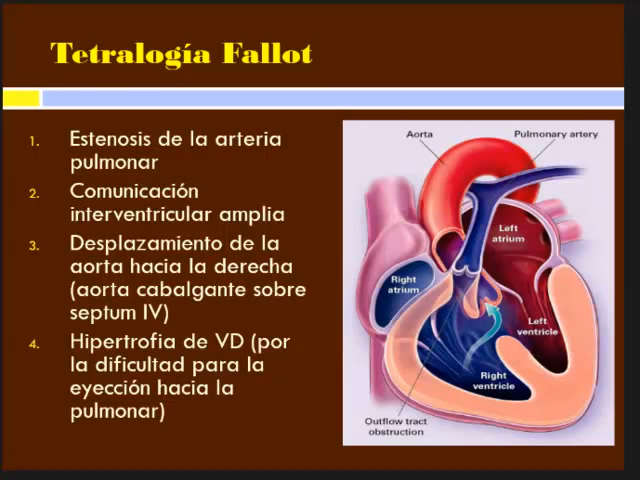 Tetralogía Fallot
1. Estenosis de la arteria
pulmonar
2. Comunicación
interventricular amplia
3. Desplazamiento de la
aorta hacia la derecha
(aorta cabalgante sobre
septum IV)
4. Hipertrofia de VD (por
la dificultad para la
eyección hacia la
pulmonar)
Aorta
Pulmonary artery
Left
atrium
Right
atrium
Left
ventricle
Right
ventricle
Outflow tract
obstruction